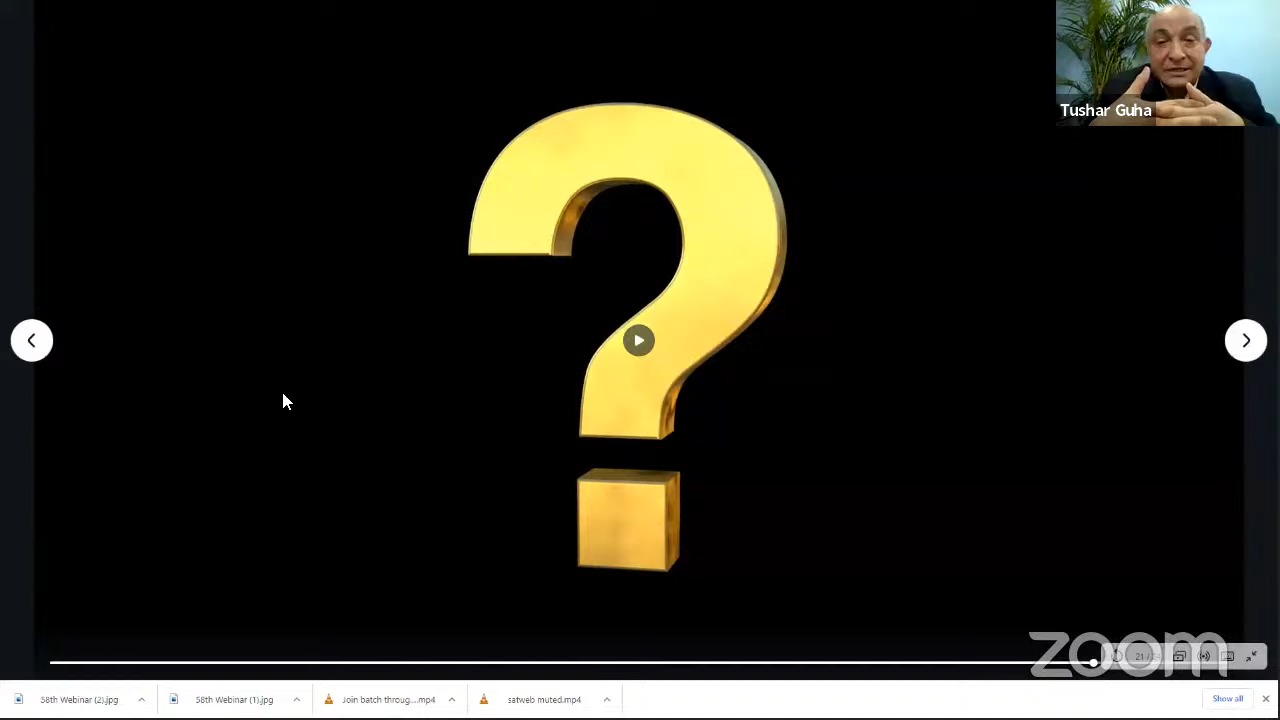 Tushar Guha
?
zoom
58th Webinar (2).jpg
58th Webinar (1).jpg
Join batch throug....mp4
satweb muted.mp4
Show all